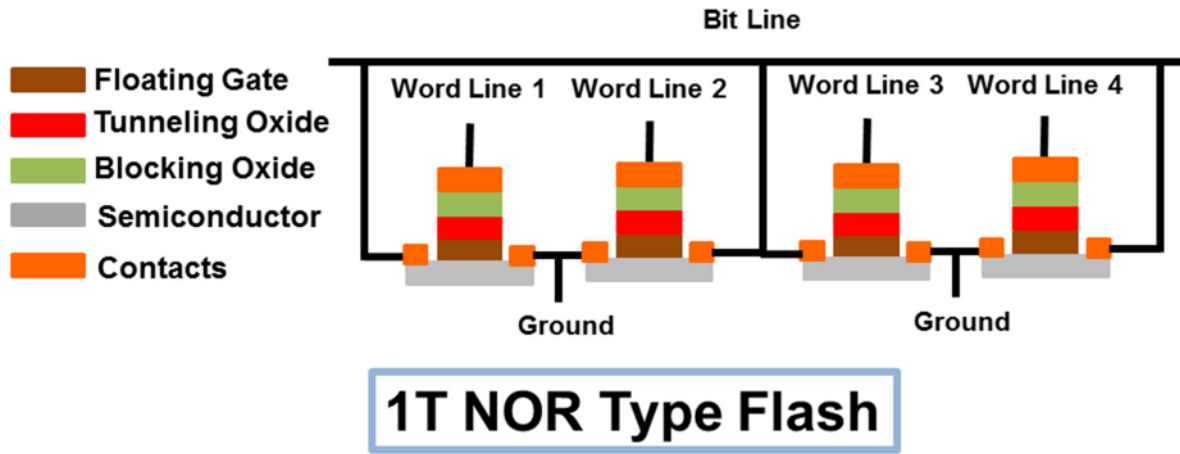 Bit Line
Floating Gate
Tunneling Oxide
Blocking Oxide
Semiconductor
Contacts
Word Line 1
Word Line 2
Word Line 3
Word Line 4
Ground
Ground
1T NOR Type Flash